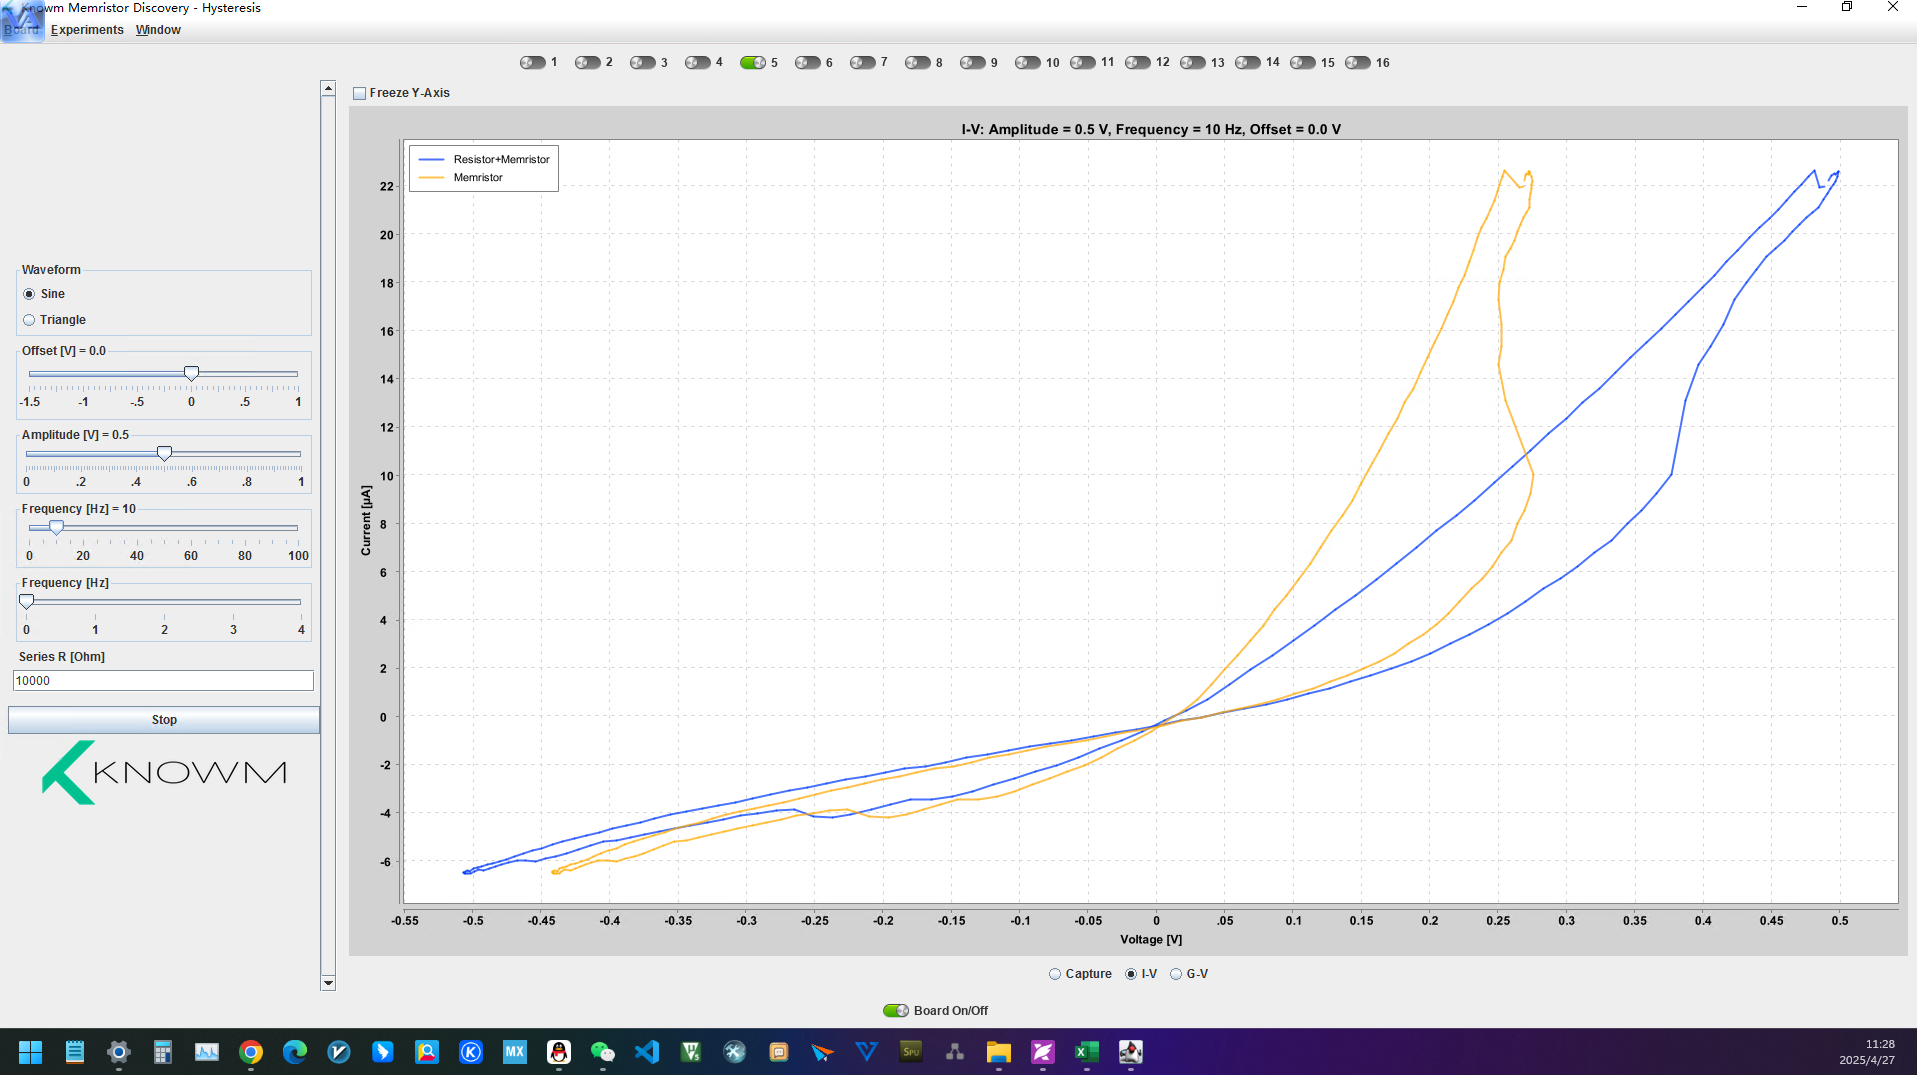 Knowm Memristor Discovery - Hysteresis
Board Experiments Window
1 2 3 4 5 6 7 8 9 10 11 12 13 14 15 16
Freeze Y-Axis
I-V: Amplitude = 0.5 V, Frequency = 10 Hz, Offset = 0.0 V
Resistor+Memristor
Memristor
22
20
18
16
14
12
10
8
6
4
2
0
-2
-4
-6
Current [µA]
-0.55 -0.5 -0.45 -0.4 -0.35 -0.3 -0.25 -0.2 -0.15 -0.1 -0.05 0 .05 0.1 0.15 0.2 0.25 0.3 0.35 0.4 0.45 0.5
Voltage [V]
Waveform
Sine
Triangle
Offset [V] = 0.0
-1.5 -1 -.5 0 .5 1
Amplitude [V] = 0.5
0 .2 .4 .6 .8 1
Frequency [Hz] = 10
0 20 40 60 80 100
Frequency [Hz]
0 1 2 3 4
Series R [Ohm]
10000
Stop
KNOWM
Capture I-V G-V
Board On/Off
MX
SPU
11:28
2025/4/27